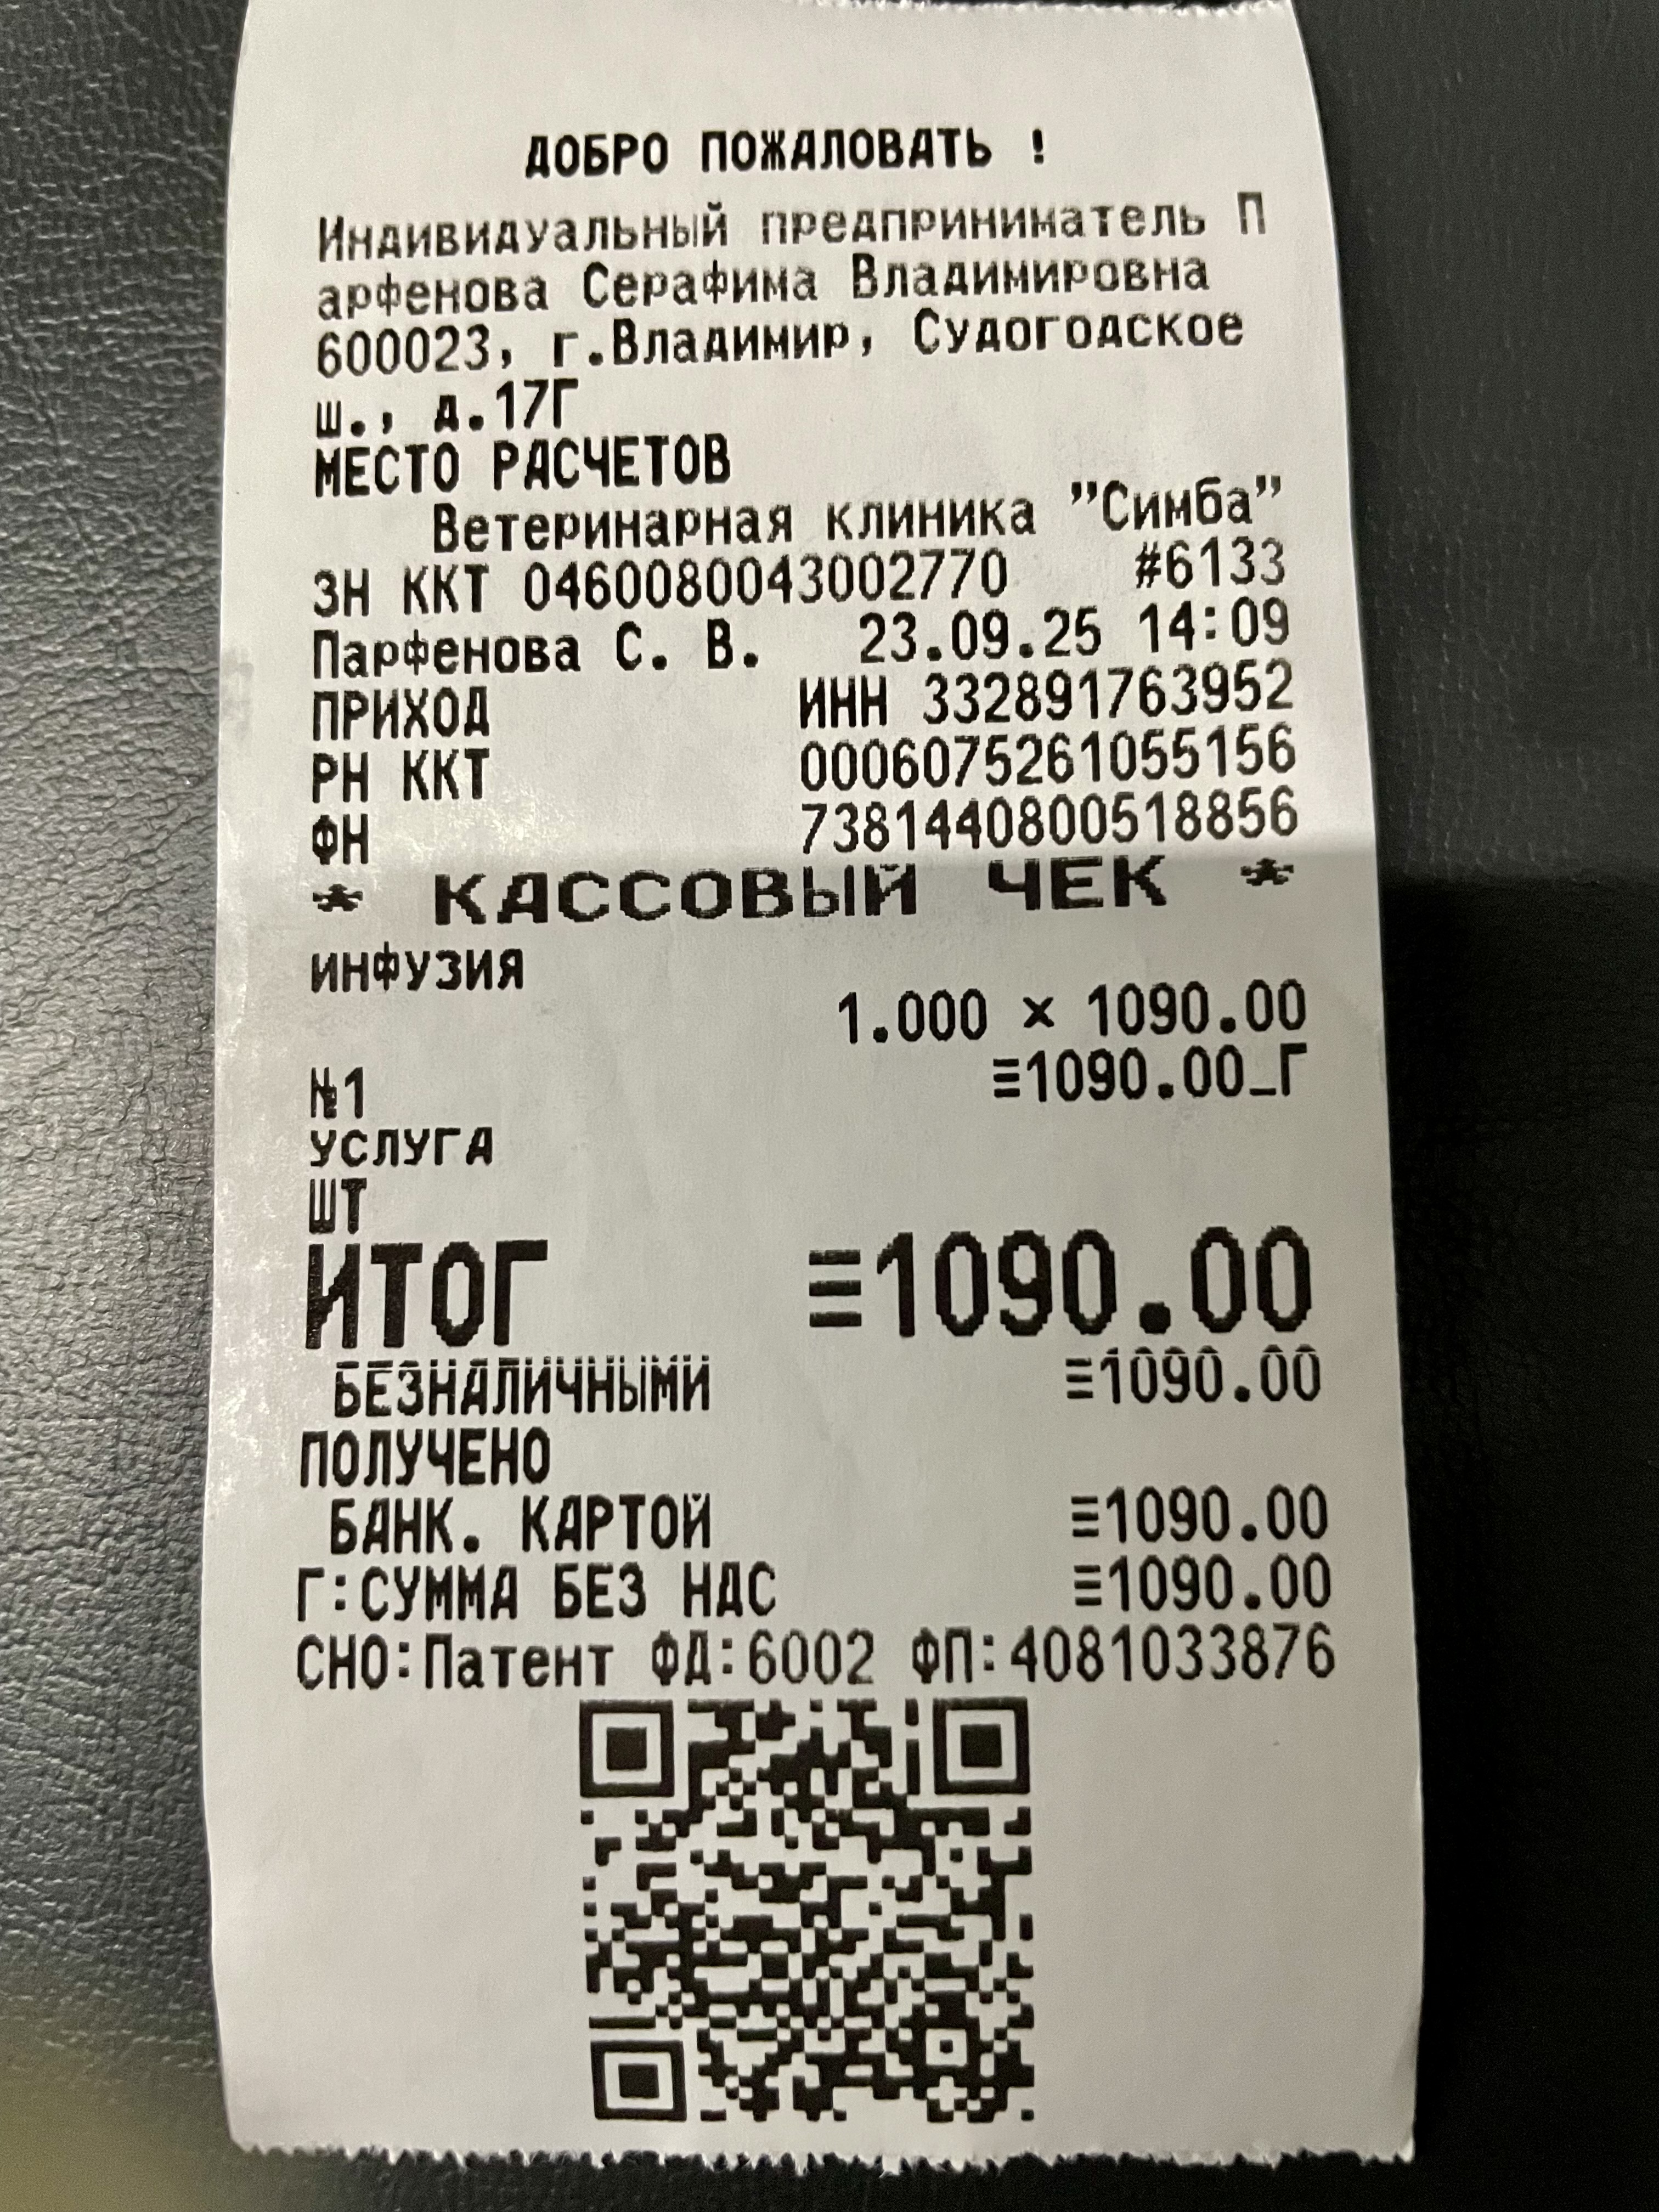 ДОБРО ПОЖАЛОВАТЬ !
Индивидуальный предприниматель П
арфенова Серафима Владимировна
600023, г.Владимир, Судогодское
ш., д.17Г
МЕСТО РАСЧЕТОВ
Ветеринарная клиника "Симба"
ЗН ККТ 0460080043002770 #6133
Парфенова С. В. 23.09.25 14:09
ПРИХОД ИНН 332891763952
РН ККТ 0006075261055156
ФН 7381440800518856
* КАССОВЫЙ ЧЕК *
ИНФУЗИЯ
1.000 × 1090.00
№1 ≡1090.00_Г
УСЛУГА
ШТ
ИТОГ ≡1090.00
БЕЗНАЛИЧНЫМИ ≡1090.00
ПОЛУЧЕНО
БАНК. КАРТОЙ ≡1090.00
Г:СУММА БЕЗ НДС ≡1090.00
СНО:Патент ФД:6002 ФП:4081033876